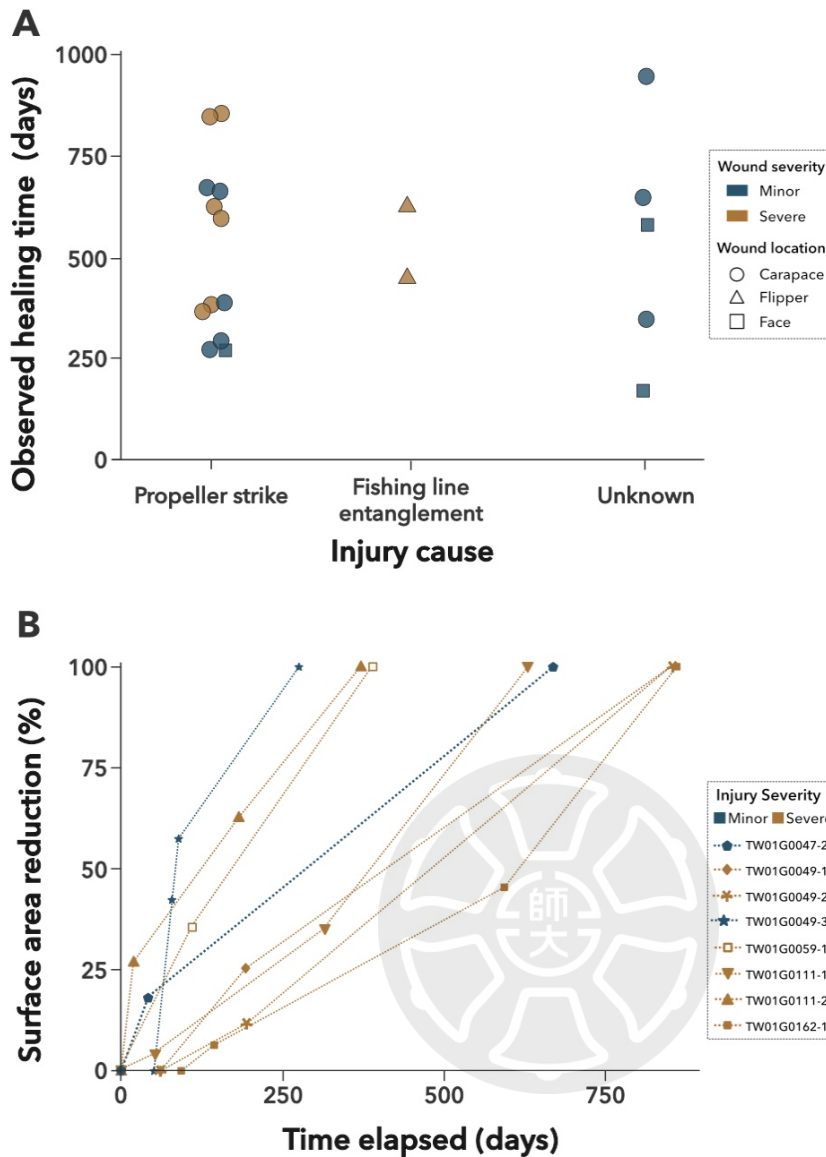 A
Observed healing time (days)
1000
750
500
250
0
Propeller strike
Fishing line
entanglement
Unknown
Injury cause
Wound severity
Minor
Severe
Wound location
Carapace
Flipper
Face
B
Surface area reduction (%)
100
75
50
25
0
0
250
500
750
Time elapsed (days)
師大
Injury Severity
Minor Severe
TW01G0047-2
TW01G0049-1
TW01G0049-2
TW01G0049-3
TW01G0059-1
TW01G0111-1
TW01G0111-2
TW01G0162-1